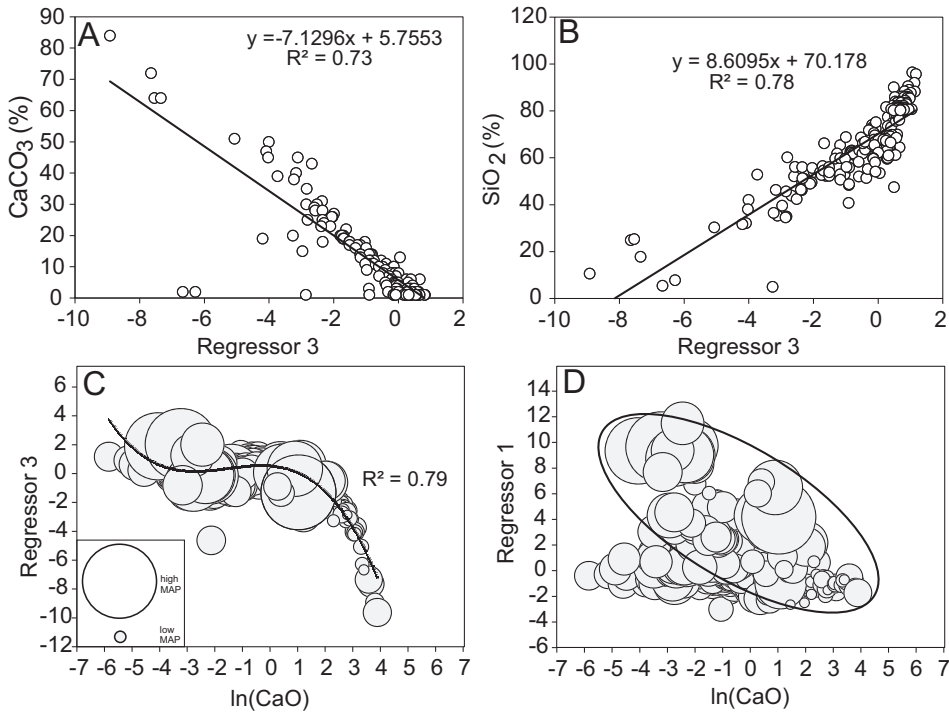 A
y =-7.1296x + 5.7553
R² = 0.73
CaCO3 (%)
90
80
70
60
50
40
30
20
10
0
-10 -8 -6 -4 -2 0 2
Regressor 3
B
y = 8.6095x + 70.178
R² = 0.78
SiO2 (%)
120
100
80
60
40
20
0
-10 -8 -6 -4 -2 0 2
Regressor 3
C
R² = 0.79
Regressor 3
6
4
2
0
-2
-4
-6
-8
-10
-12
high
MAP
low
MAP
-7 -6 -5 -4 -3 -2 -1 0 1 2 3 4 5 6 7
ln(CaO)
D
Regressor 1
14
12
10
8
6
4
2
0
-2
-4
-6
-7 -6 -5 -4 -3 -2 -1 0 1 2 3 4 5 6 7
ln(CaO)